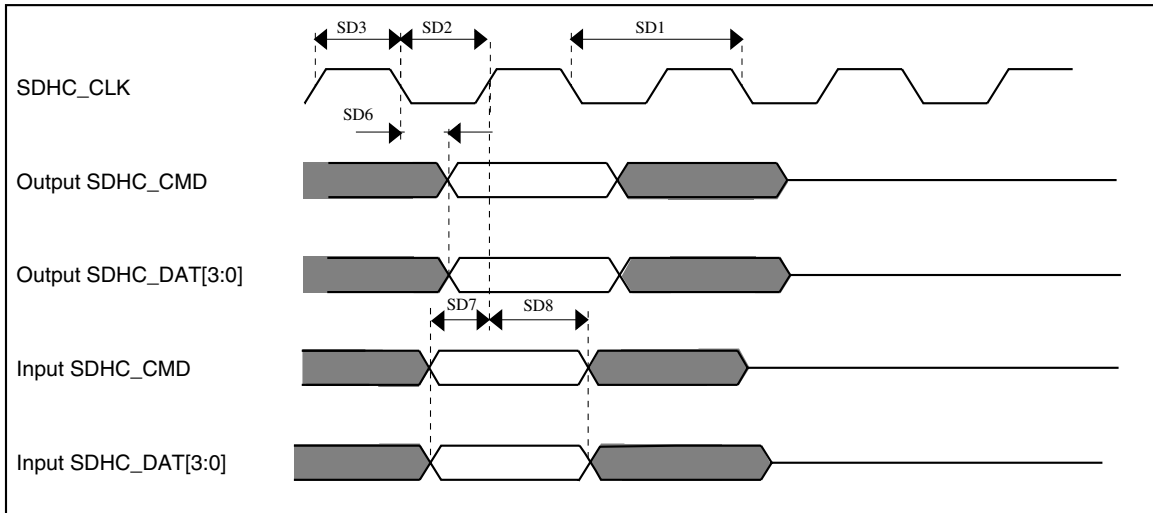 SD3
SD2
SD1
SDHC_CLK
SD6
Output SDHC_CMD
Output SDHC_DAT[3:0]
SD7
SD8
Input SDHC_CMD
Input SDHC_DAT[3:0]